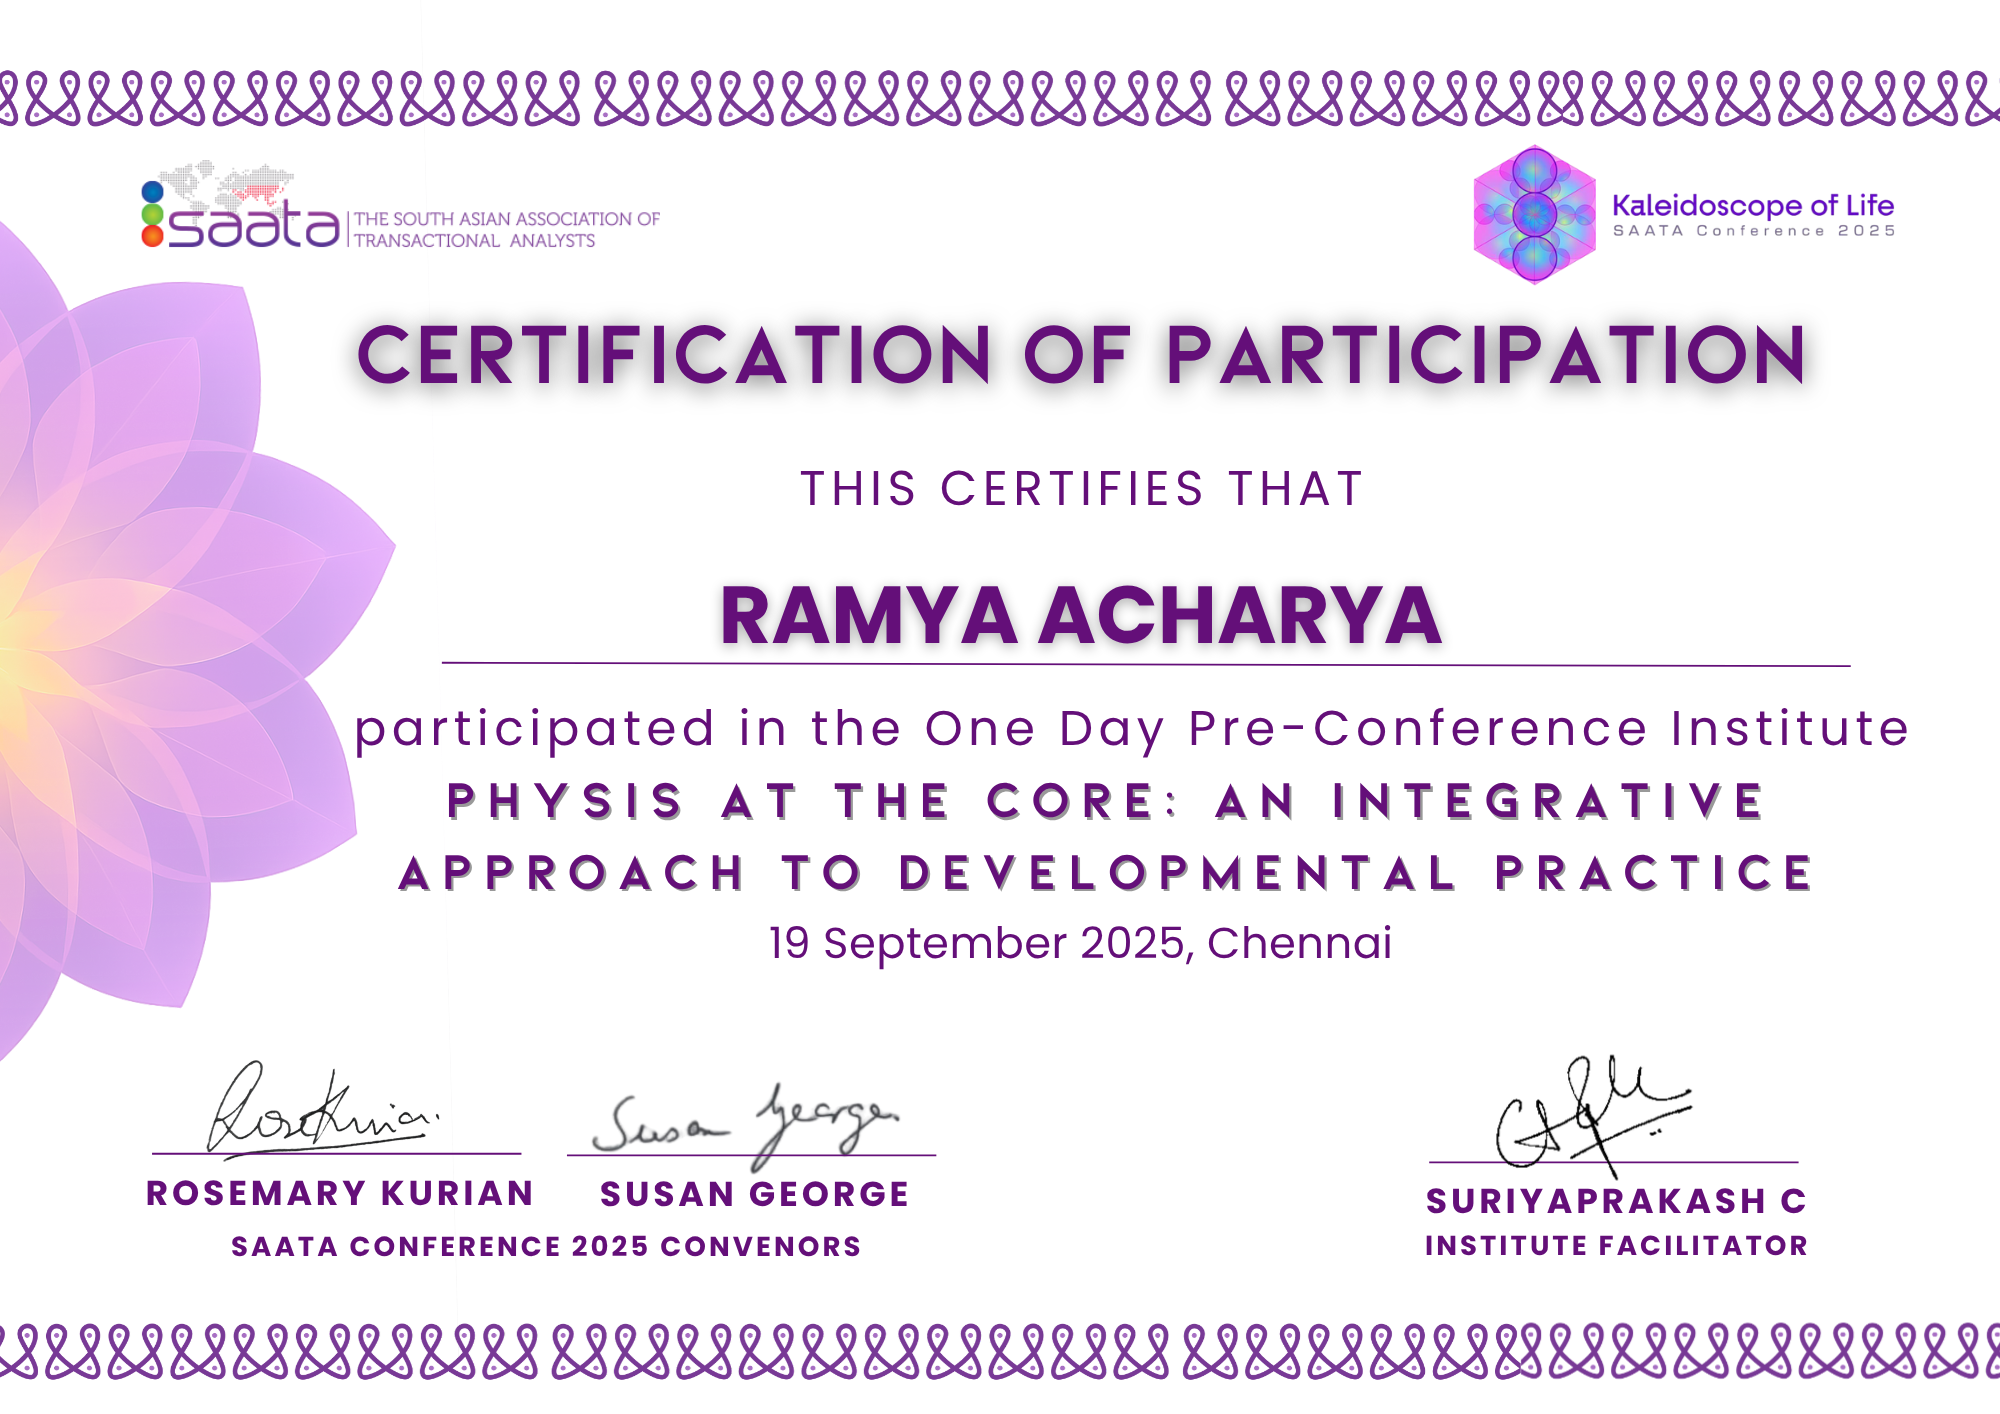 saata
THE SOUTH ASIAN ASSOCIATION OF
TRANSACTIONAL ANALYSTS
Kaleidoscope of Life
SAATA Conference 2025
CERTIFICATION OF PARTICIPATION
THIS CERTIFIES THAT
RAMYA ACHARYA
participated in the One Day Pre-Conference Institute
PHYSIS AT THE CORE: AN INTEGRATIVE
APPROACH TO DEVELOPMENTAL PRACTICE
19 September 2025, Chennai
Susan George
ROSEMARY KURIAN
SUSAN GEORGE
SAATA CONFERENCE 2025 CONVENORS
SURIYAPRAKASH C
INSTITUTE FACILITATOR